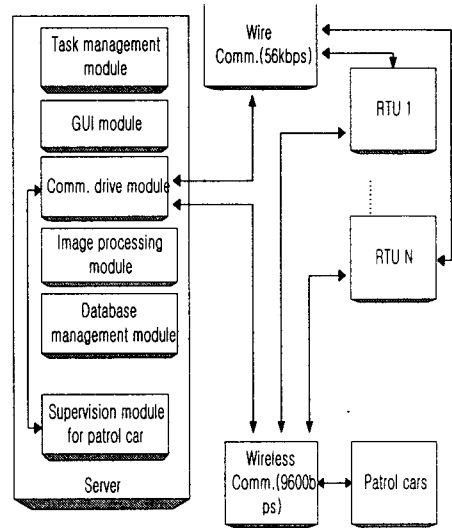 Task management
module
GUI module
Comm. drive module
Image processing
module
Database
management module
Supervision module
for patrol car
Server
Wire
Comm.(56kbps)
RTU 1
RTU N
Wireless
Comm.(9600b
ps)
Patrol cars